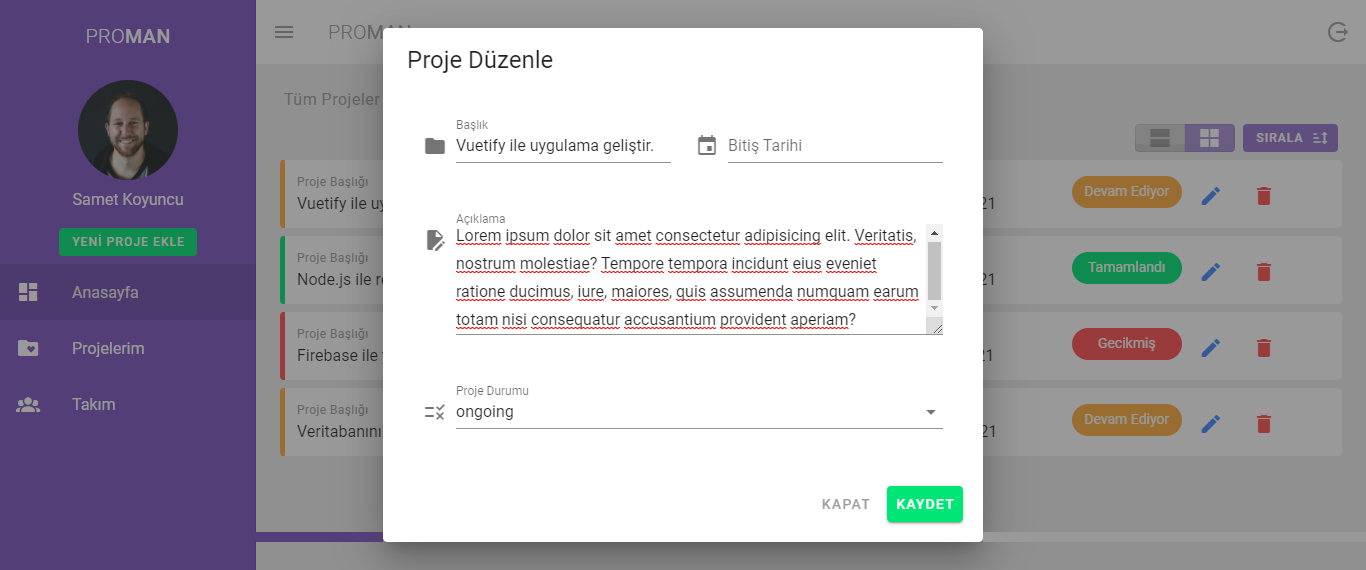 PROMAN
Samet Koyuncu
YENİ PROJE EKLE
Anasayfa
Projelerim
Takım
PROMAN
Tüm Projeler
SIRALA
Proje Başlığı
Vuetify ile uy
21
Devam Ediyor
Proje Başlığı
Node.js ile
21
Tamamlandı
Proje Başlığı
Firebase ile
21
Gecikmiş
Proje Başlığı
Veritabanını
21
Devam Ediyor
Proje Düzenle
Başlık
Vuetify ile uygulama geliştir.
Bitiş Tarihi
Açıklama
Lorem ipsum dolor sit amet consectetur adipisicing elit. Veritatis,
nostrum molestiae? Tempore tempora incidunt eius eveniet
ratione ducimus, iure, maiores, quis assumenda numquam earum
totam nisi consequatur accusantium provident aperiam?
Proje Durumu
ongoing
KAPAT
KAYDET